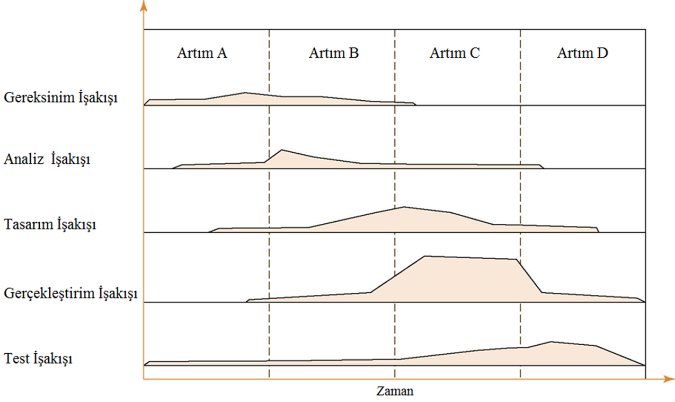 Artım A
Artım B
Artım C
Artım D
Gereksinim İşakışı
Analiz İşakışı
Tasarım İşakışı
Gerçekleştirim İşakışı
Test İşakışı
Zaman